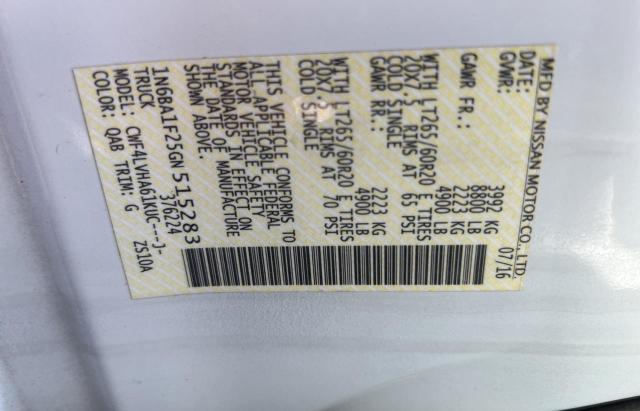 MFD BY NISSAN MOTOR CO., LTD.
DATE: 07/16
GVWR: 3992 KG
8800 LB
GAWR FR: 2223 KG
4900 LB
WITH LT265/60R20 E TIRES
20X7.5 RIMS AT 65 PSI
COLD SINGLE
GAWR RR: 2223 KG
4900 LB
WITH LT265/60R20 E TIRES
20X7.5 RIMS AT 70 PSI
COLD SINGLE
THIS VEHICLE CONFORMS TO
ALL APPLICABLE FEDERAL
MOTOR VEHICLE SAFETY
STANDARDS IN EFFECT ON
THE DATE OF MANUFACTURE
SHOWN ABOVE.
1N6BA1F25GN515283
TRUCK 37624
MODEL: CWF4LVHA61KUC---J-
COLOR: QAB TRIM: G ZS10A